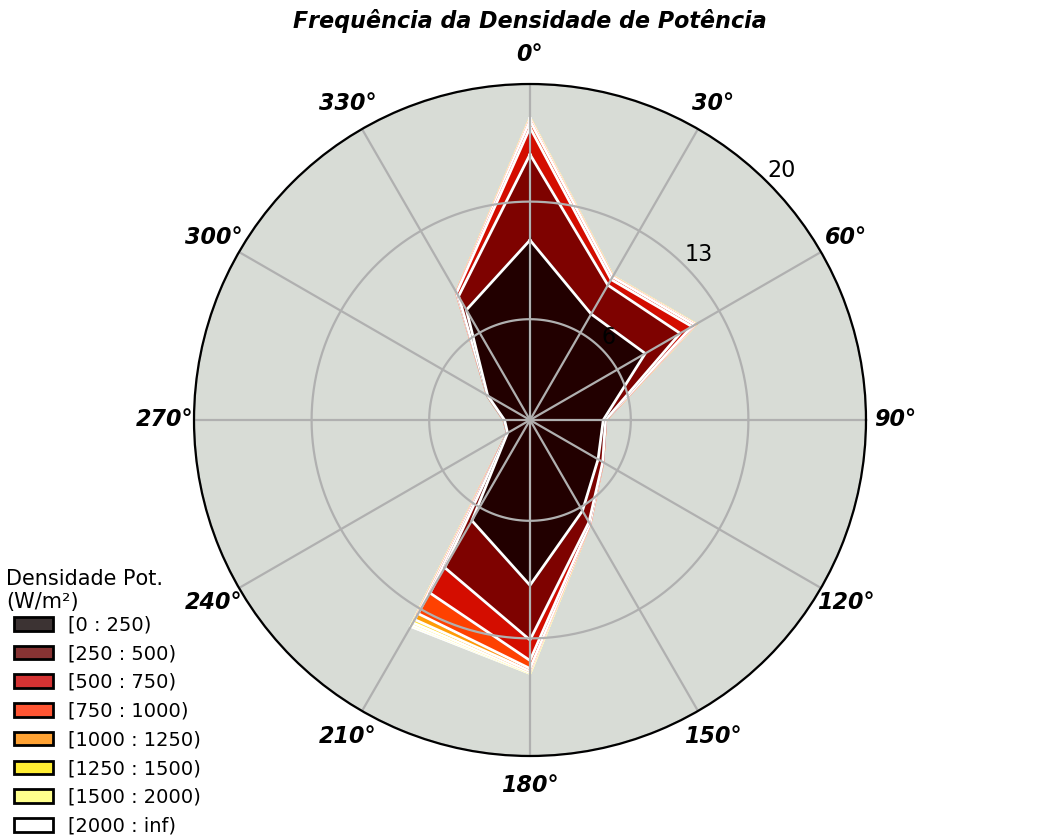 Frequência da Densidade de Potência
0°
330°
30°
20
300°
60°
13
6
270°
90°
240°
120°
210°
150°
180°
Densidade Pot.
(W/m²)
[0 : 250)
[250 : 500)
[500 : 750)
[750 : 1000)
[1000 : 1250)
[1250 : 1500)
[1500 : 2000)
[2000 : inf)